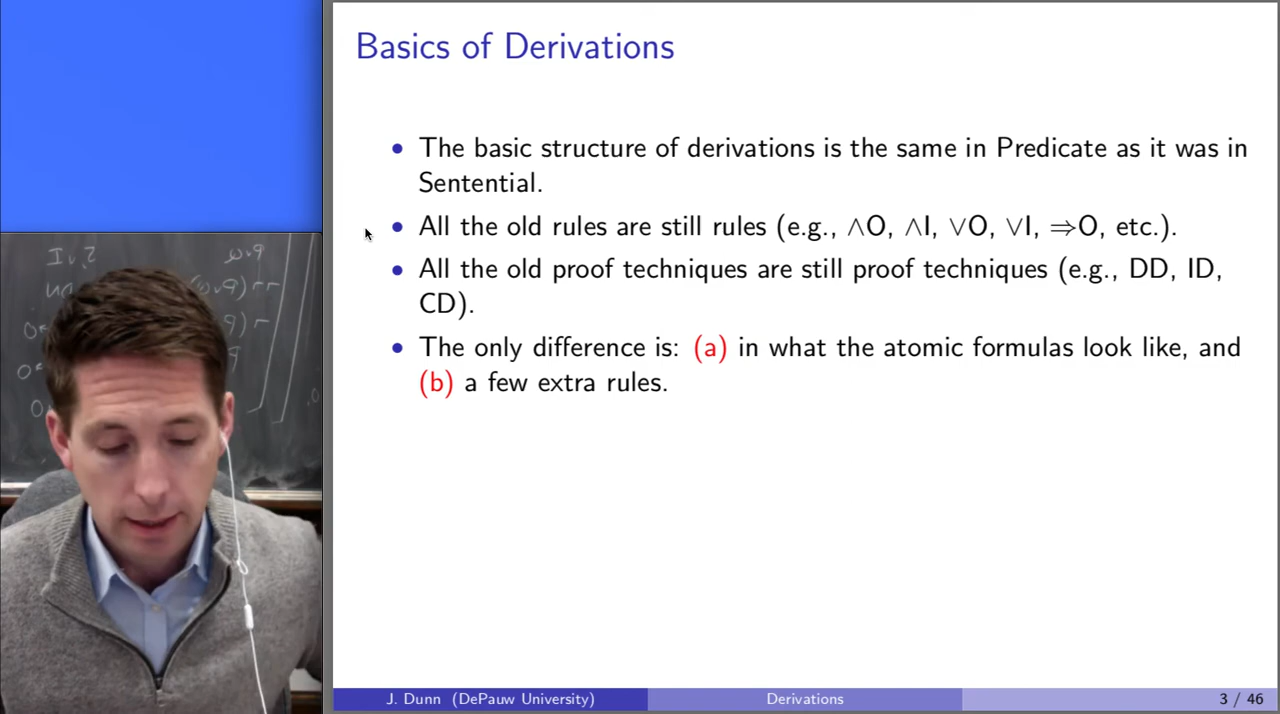 Basics of Derivations
• The basic structure of derivations is the same in Predicate as it was in
Sentential.
• All the old rules are still rules (e.g., ∧O, ∧I, ∨O, ∨I, ⇒O, etc.).
• All the old proof techniques are still proof techniques (e.g., DD, ID,
CD).
• The only difference is: (a) in what the atomic formulas look like, and
(b) a few extra rules.
J. Dunn (DePauw University)
Derivations
3 / 46